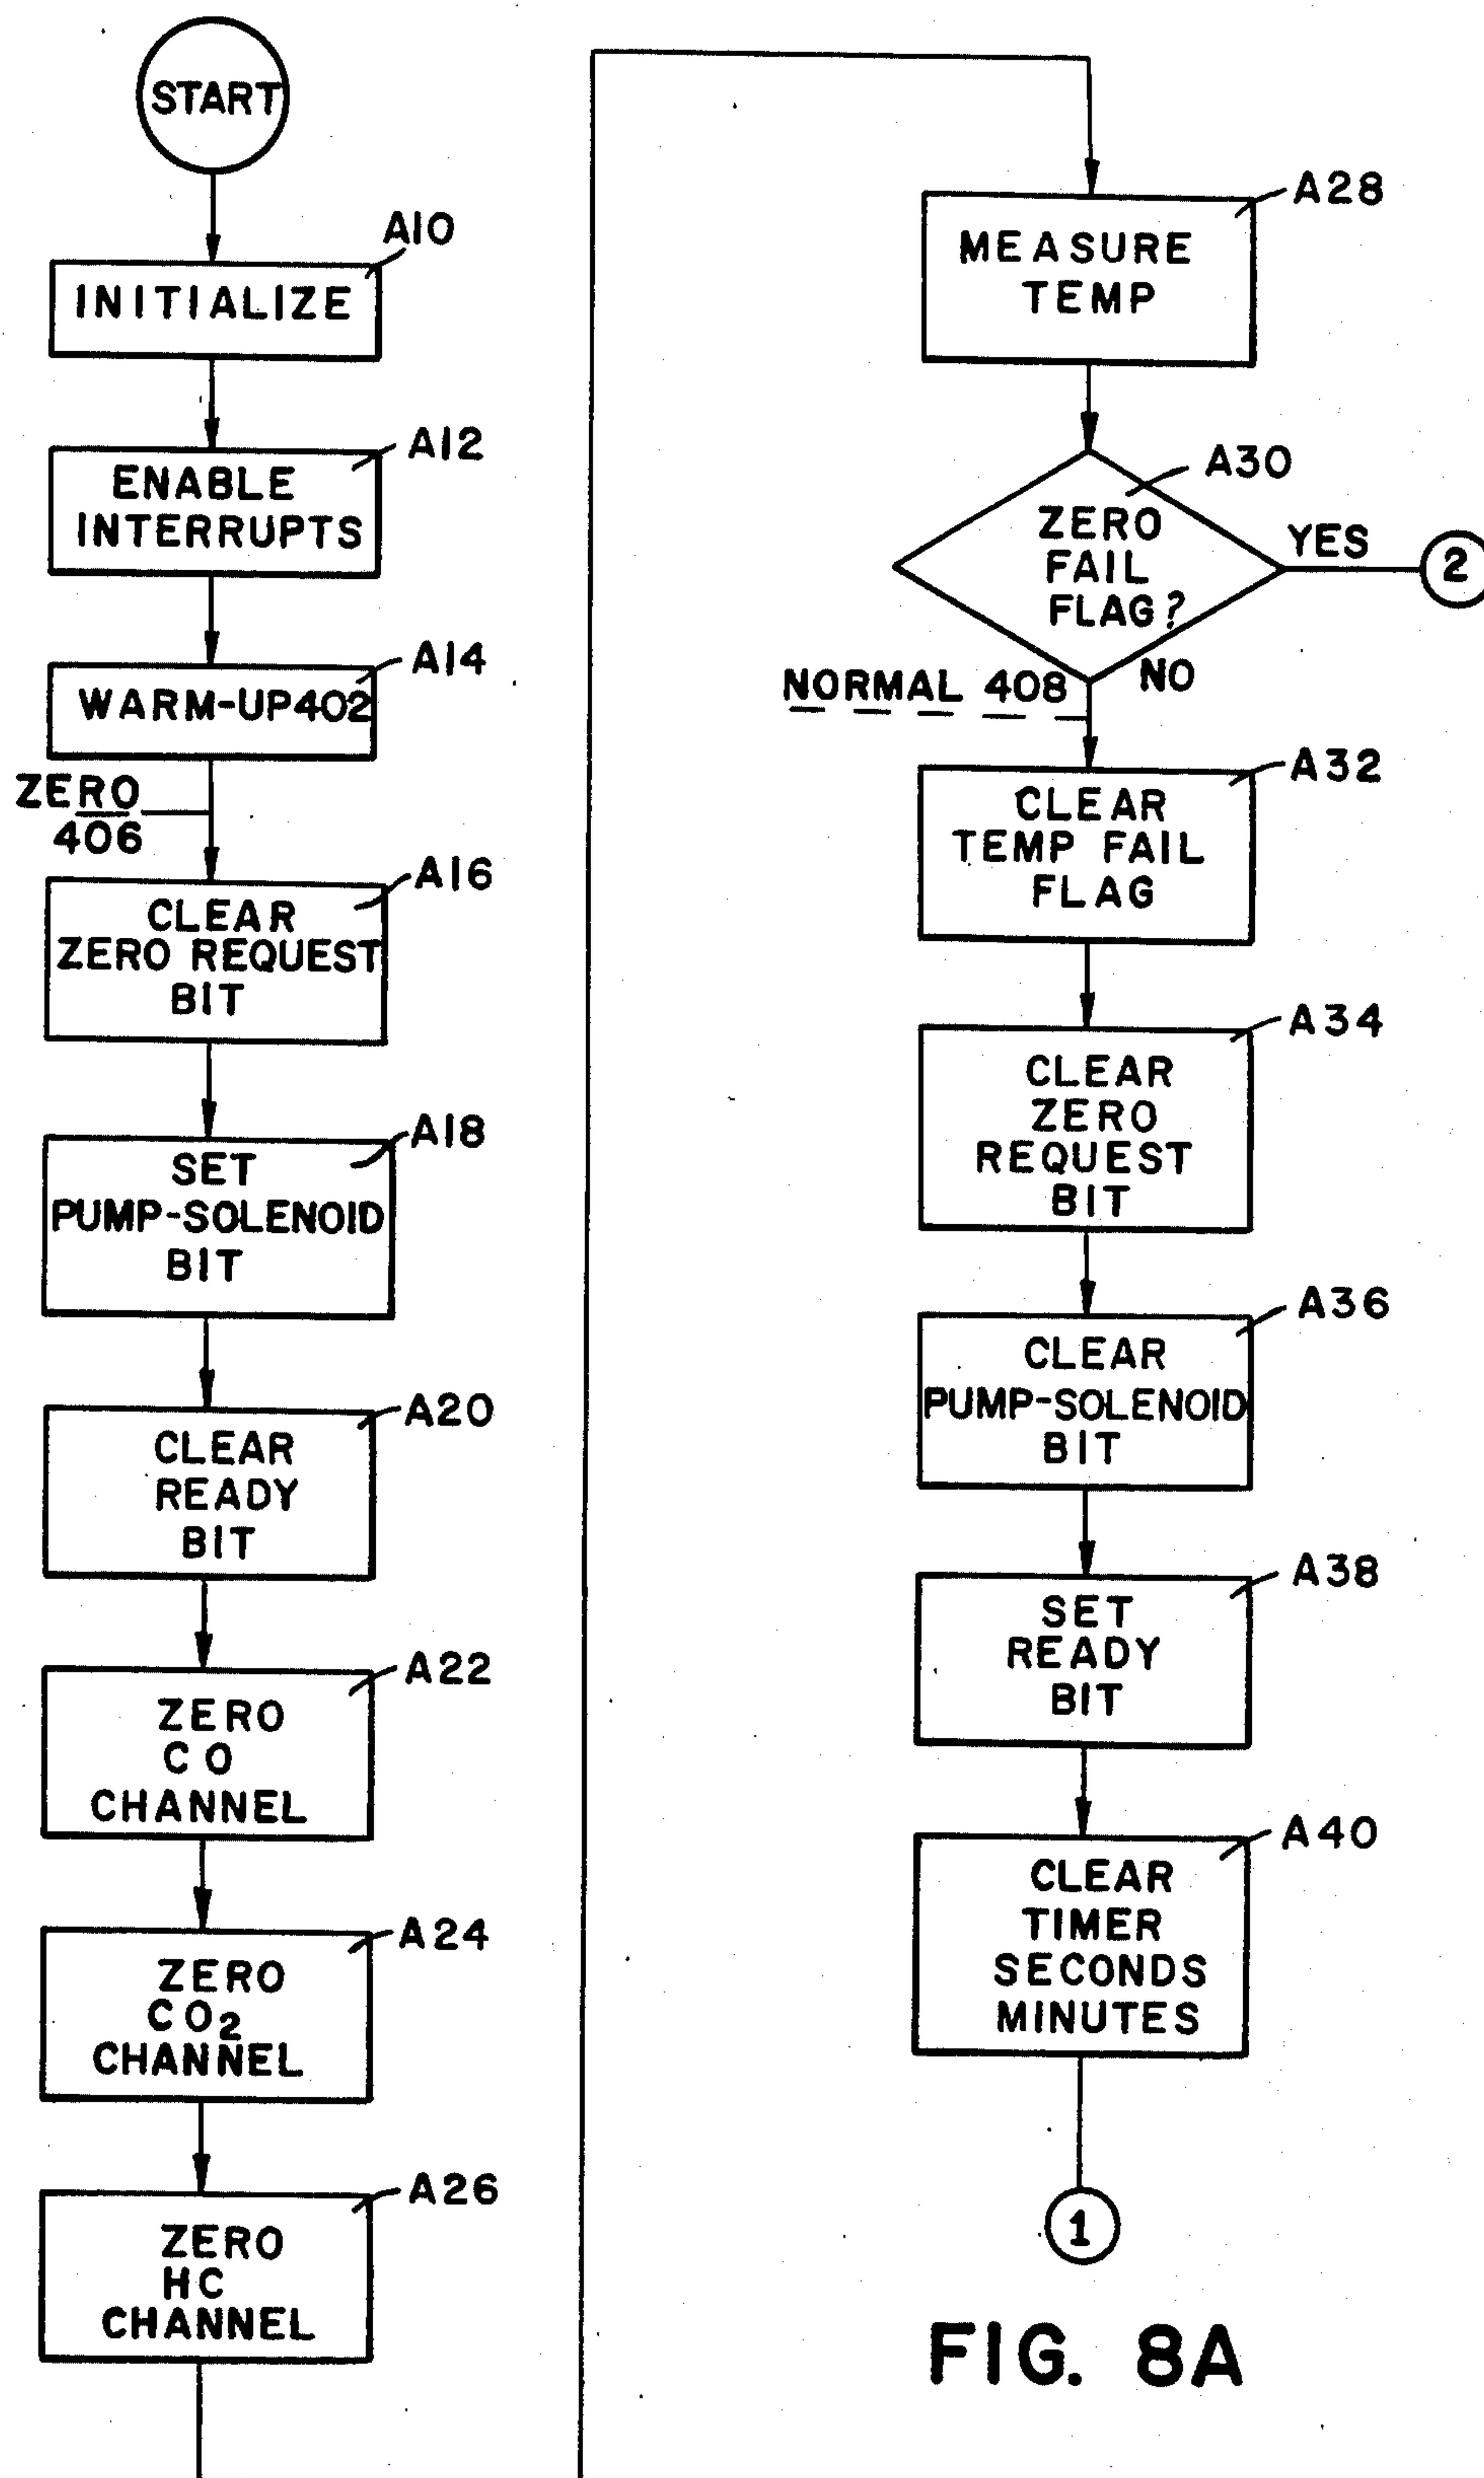 START
A10
INITIALIZE
A12
ENABLE
INTERRUPTS
A14
WARM-UP402
ZERO
406
A16
CLEAR
ZERO REQUEST
BIT
A18
SET
PUMP-SOLENOID
BIT
A20
CLEAR
READY
BIT
A22
ZERO
CO
CHANNEL
A24
ZERO
CO₂
CHANNEL
A26
ZERO
HC
CHANNEL
A28
MEASURE
TEMP
A30
ZERO
FAIL
FLAG?
YES
2
NO
NORMAL 408
A32
CLEAR
TEMP FAIL
FLAG
A34
CLEAR
ZERO
REQUEST
BIT
A36
CLEAR
PUMP-SOLENOID
BIT
A38
SET
READY
BIT
A40
CLEAR
TIMER
SECONDS
MINUTES
1
FIG. 8A